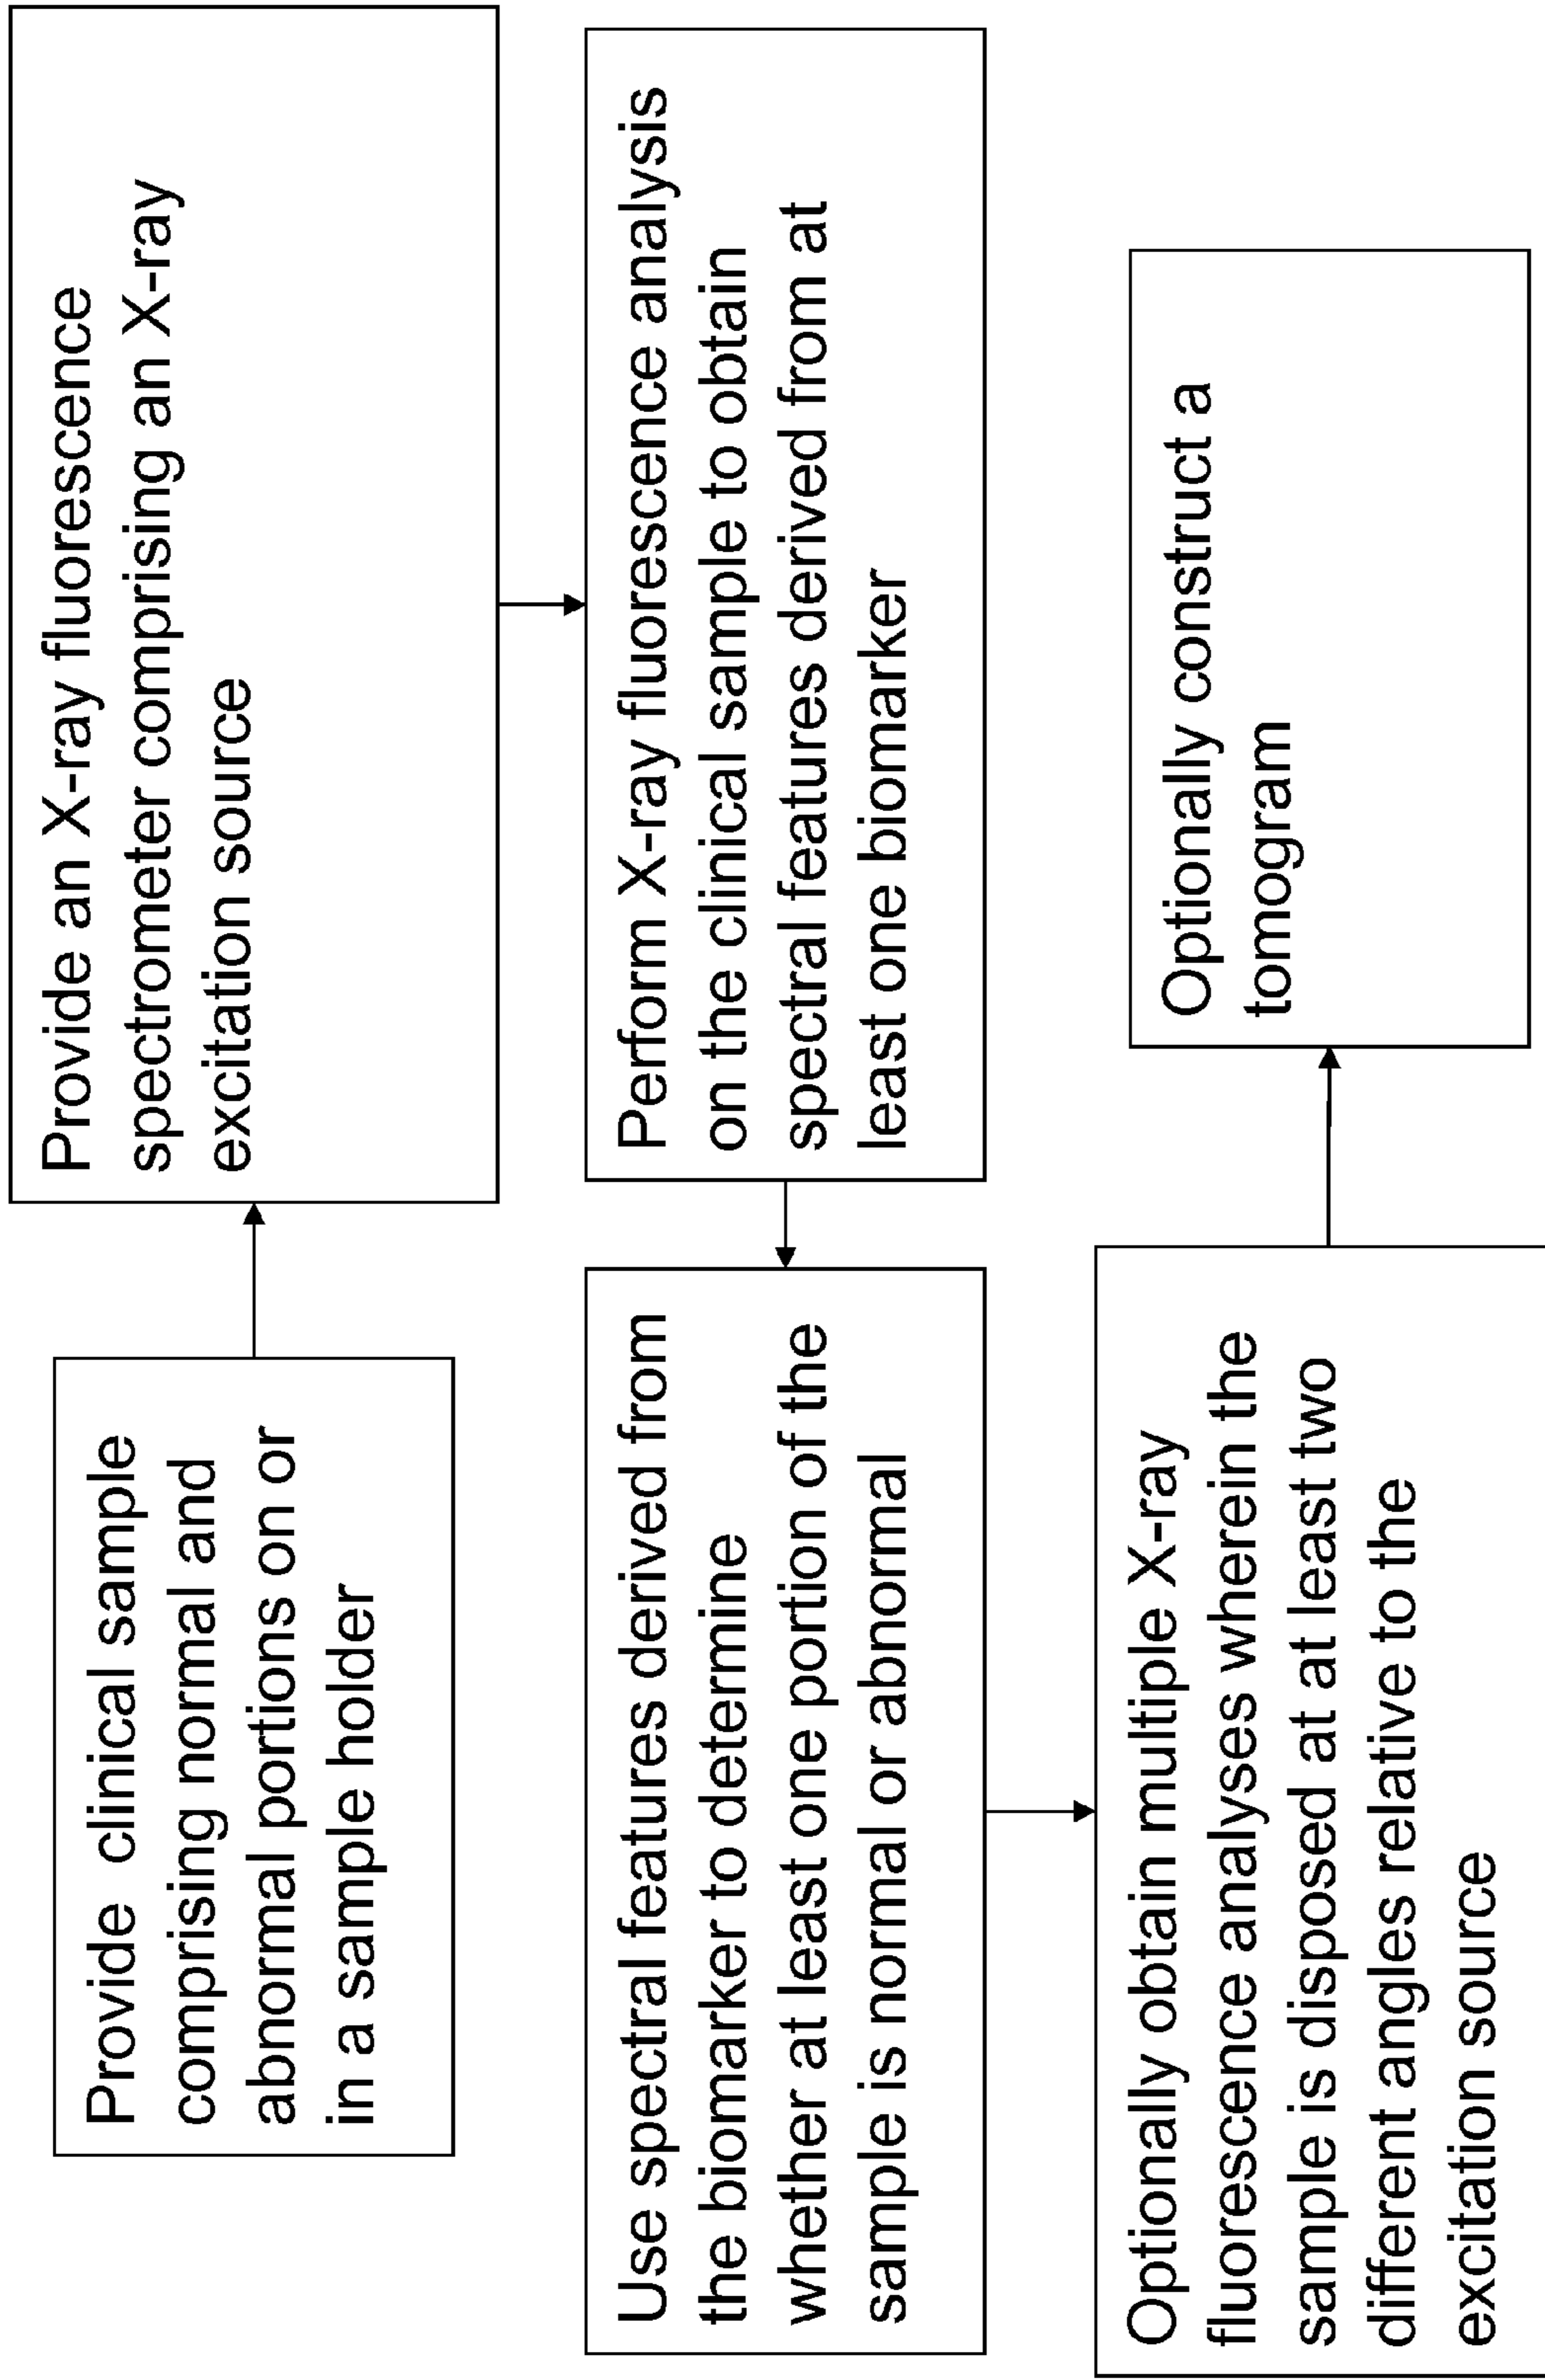 Provide clinical sample
comprising normal and
abnormal portions on or
in a sample holder
Provide an X-ray fluorescence
spectrometer comprising an X-ray
excitation source
Perform X-ray fluorescence analysis
on the clinical sample to obtain
spectral features derived from at
least one biomarker
Use spectral features derived from
the biomarker to determine
whether at least one portion of the
sample is normal or abnormal
Optionally obtain multiple X-ray
fluorescence analyses wherein the
sample is disposed at at least two
different angles relative to the
excitation source
Optionally construct a
tomogram